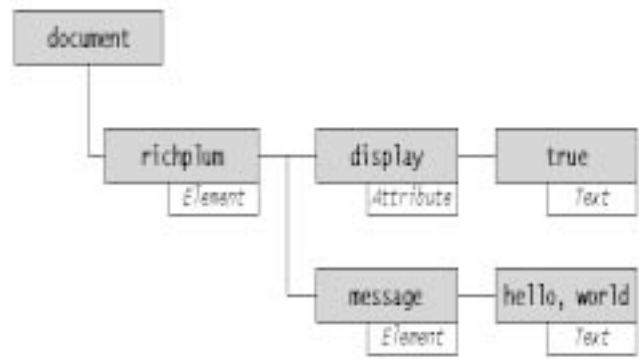 document
richplum display true
Element Attribute Text
message hello, world
Element Text